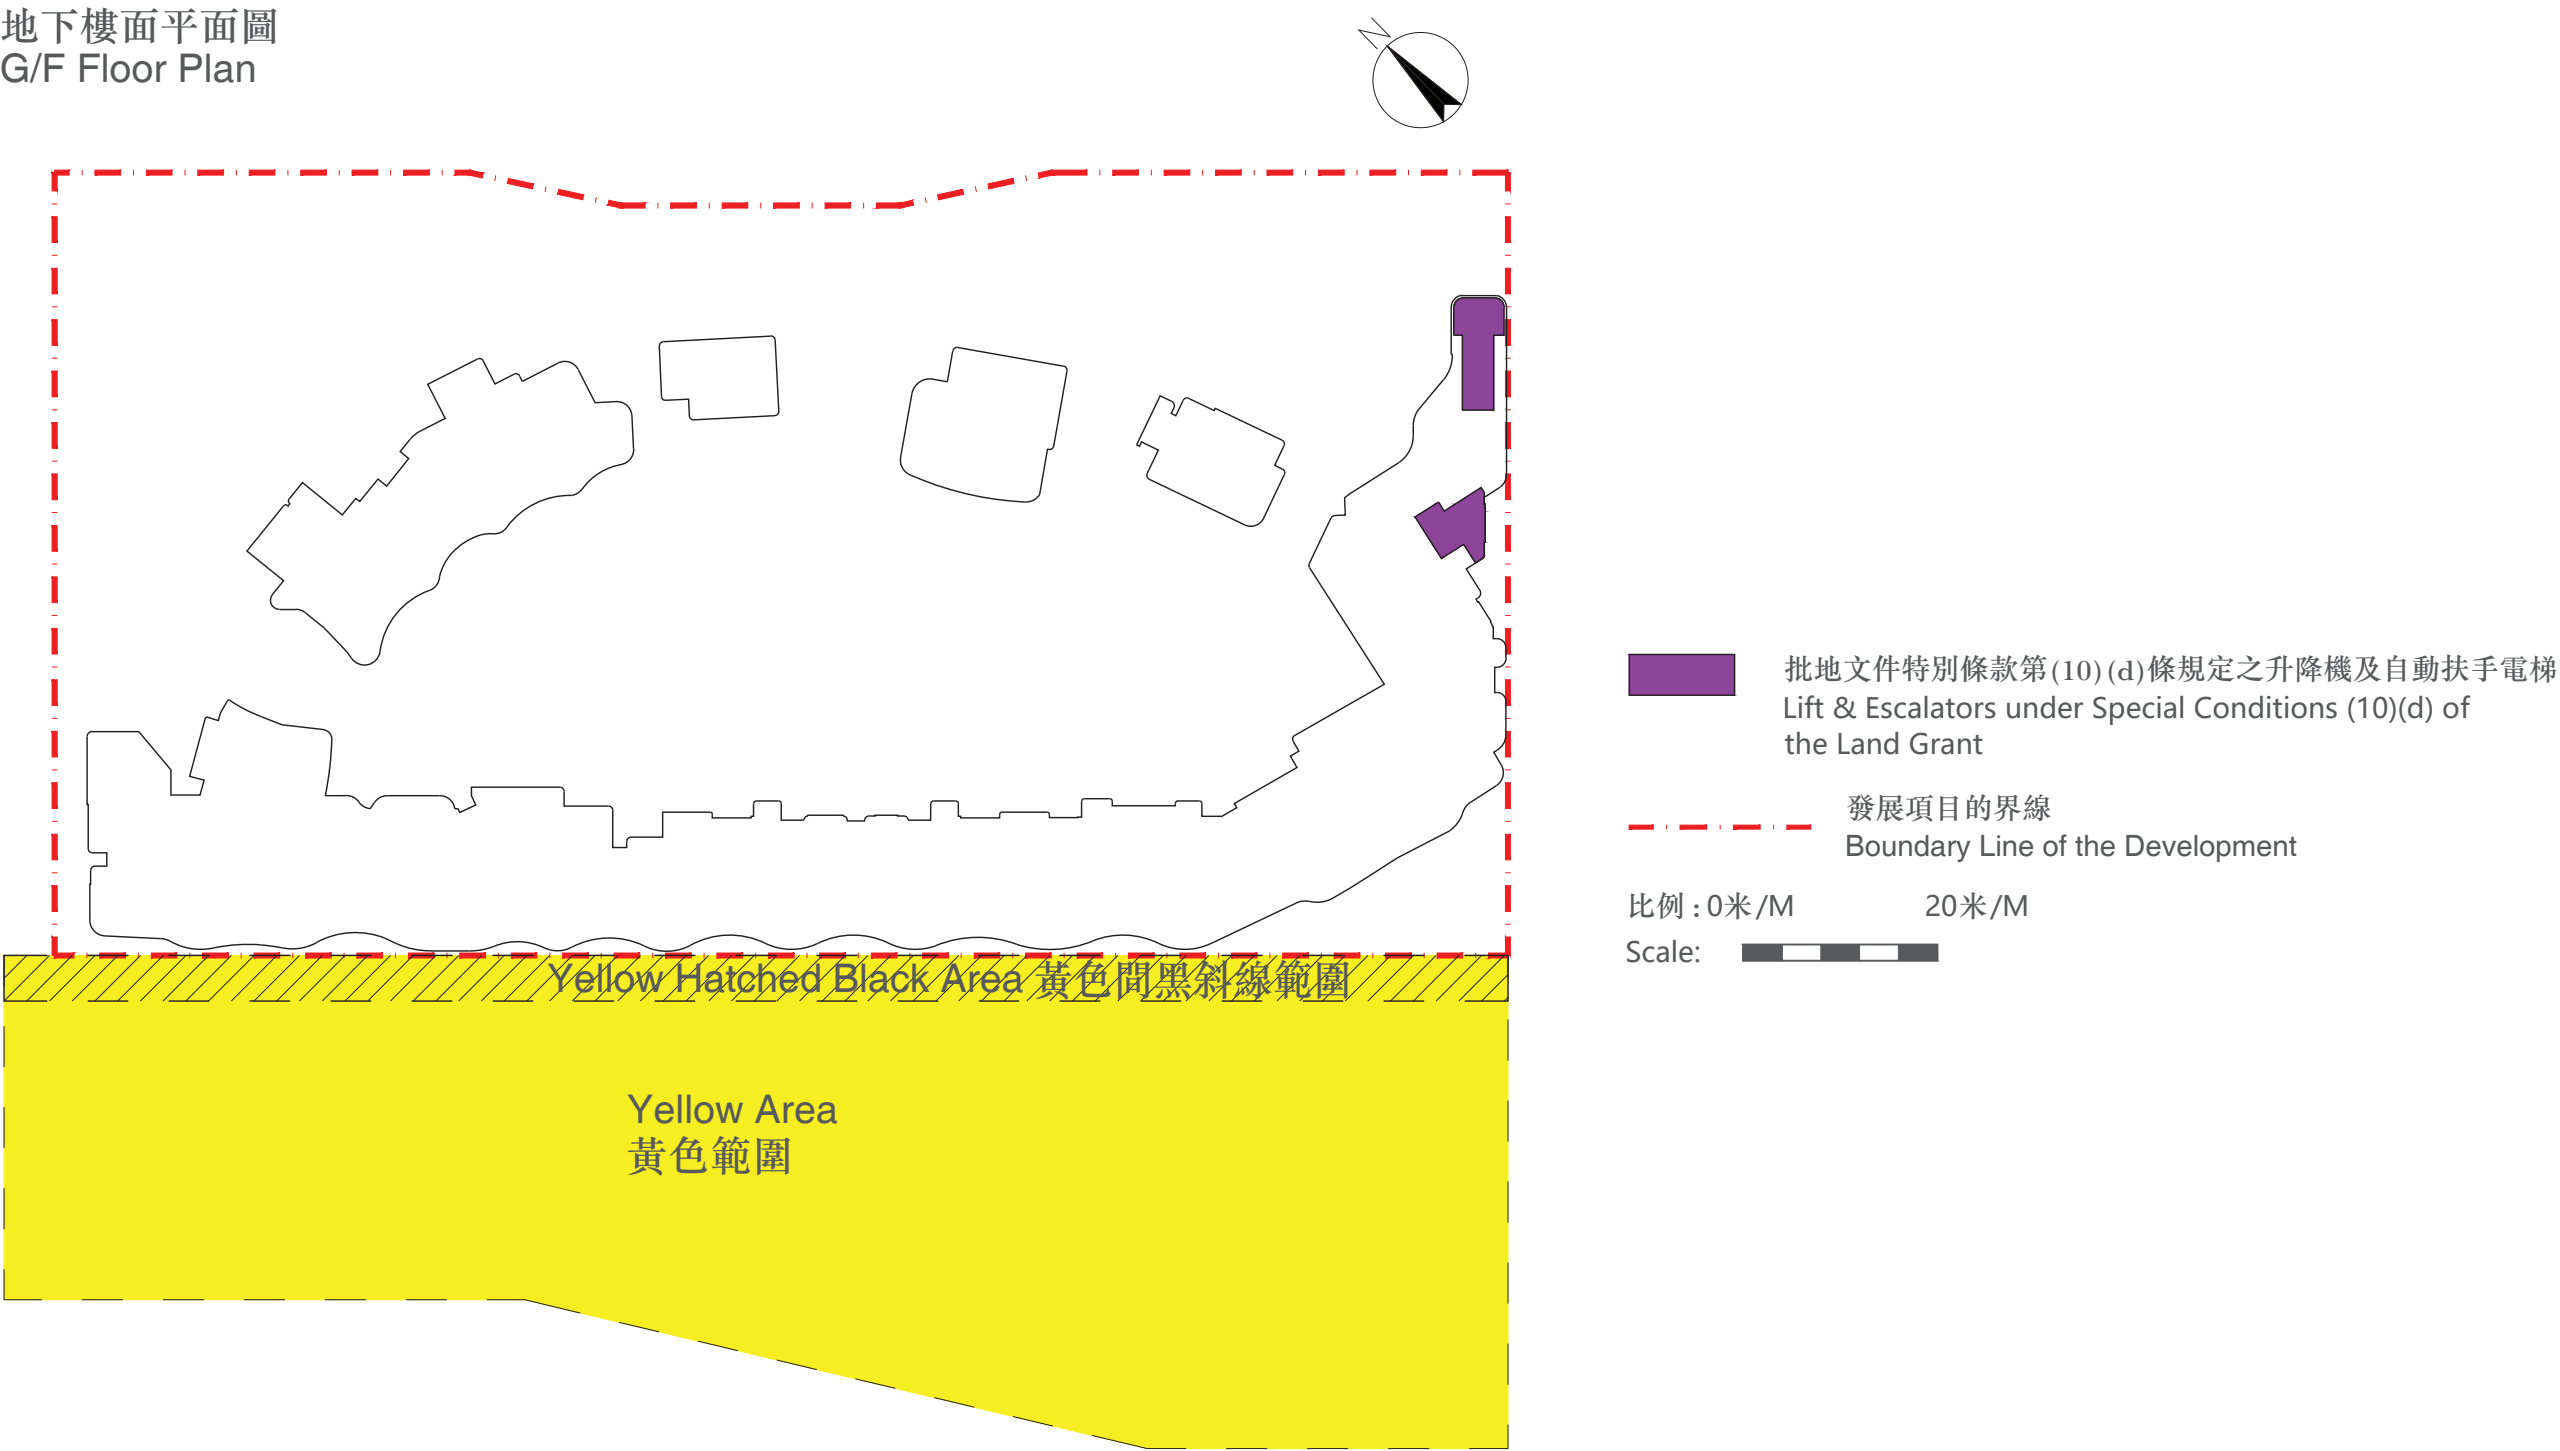 地下樓面平面圖
G/F Floor Plan
N
批地文件特別條款第(10)(d)條規定之升降機及自動扶手電梯
Lift & Escalators under Special Conditions (10)(d) of
the Land Grant
發展項目的界線
Boundary Line of the Development
比例 : 0米/M 20米/M
Scale:
Yellow Hatched Black Area 黃色間黑斜線範圍
Yellow Area
黃色範圍